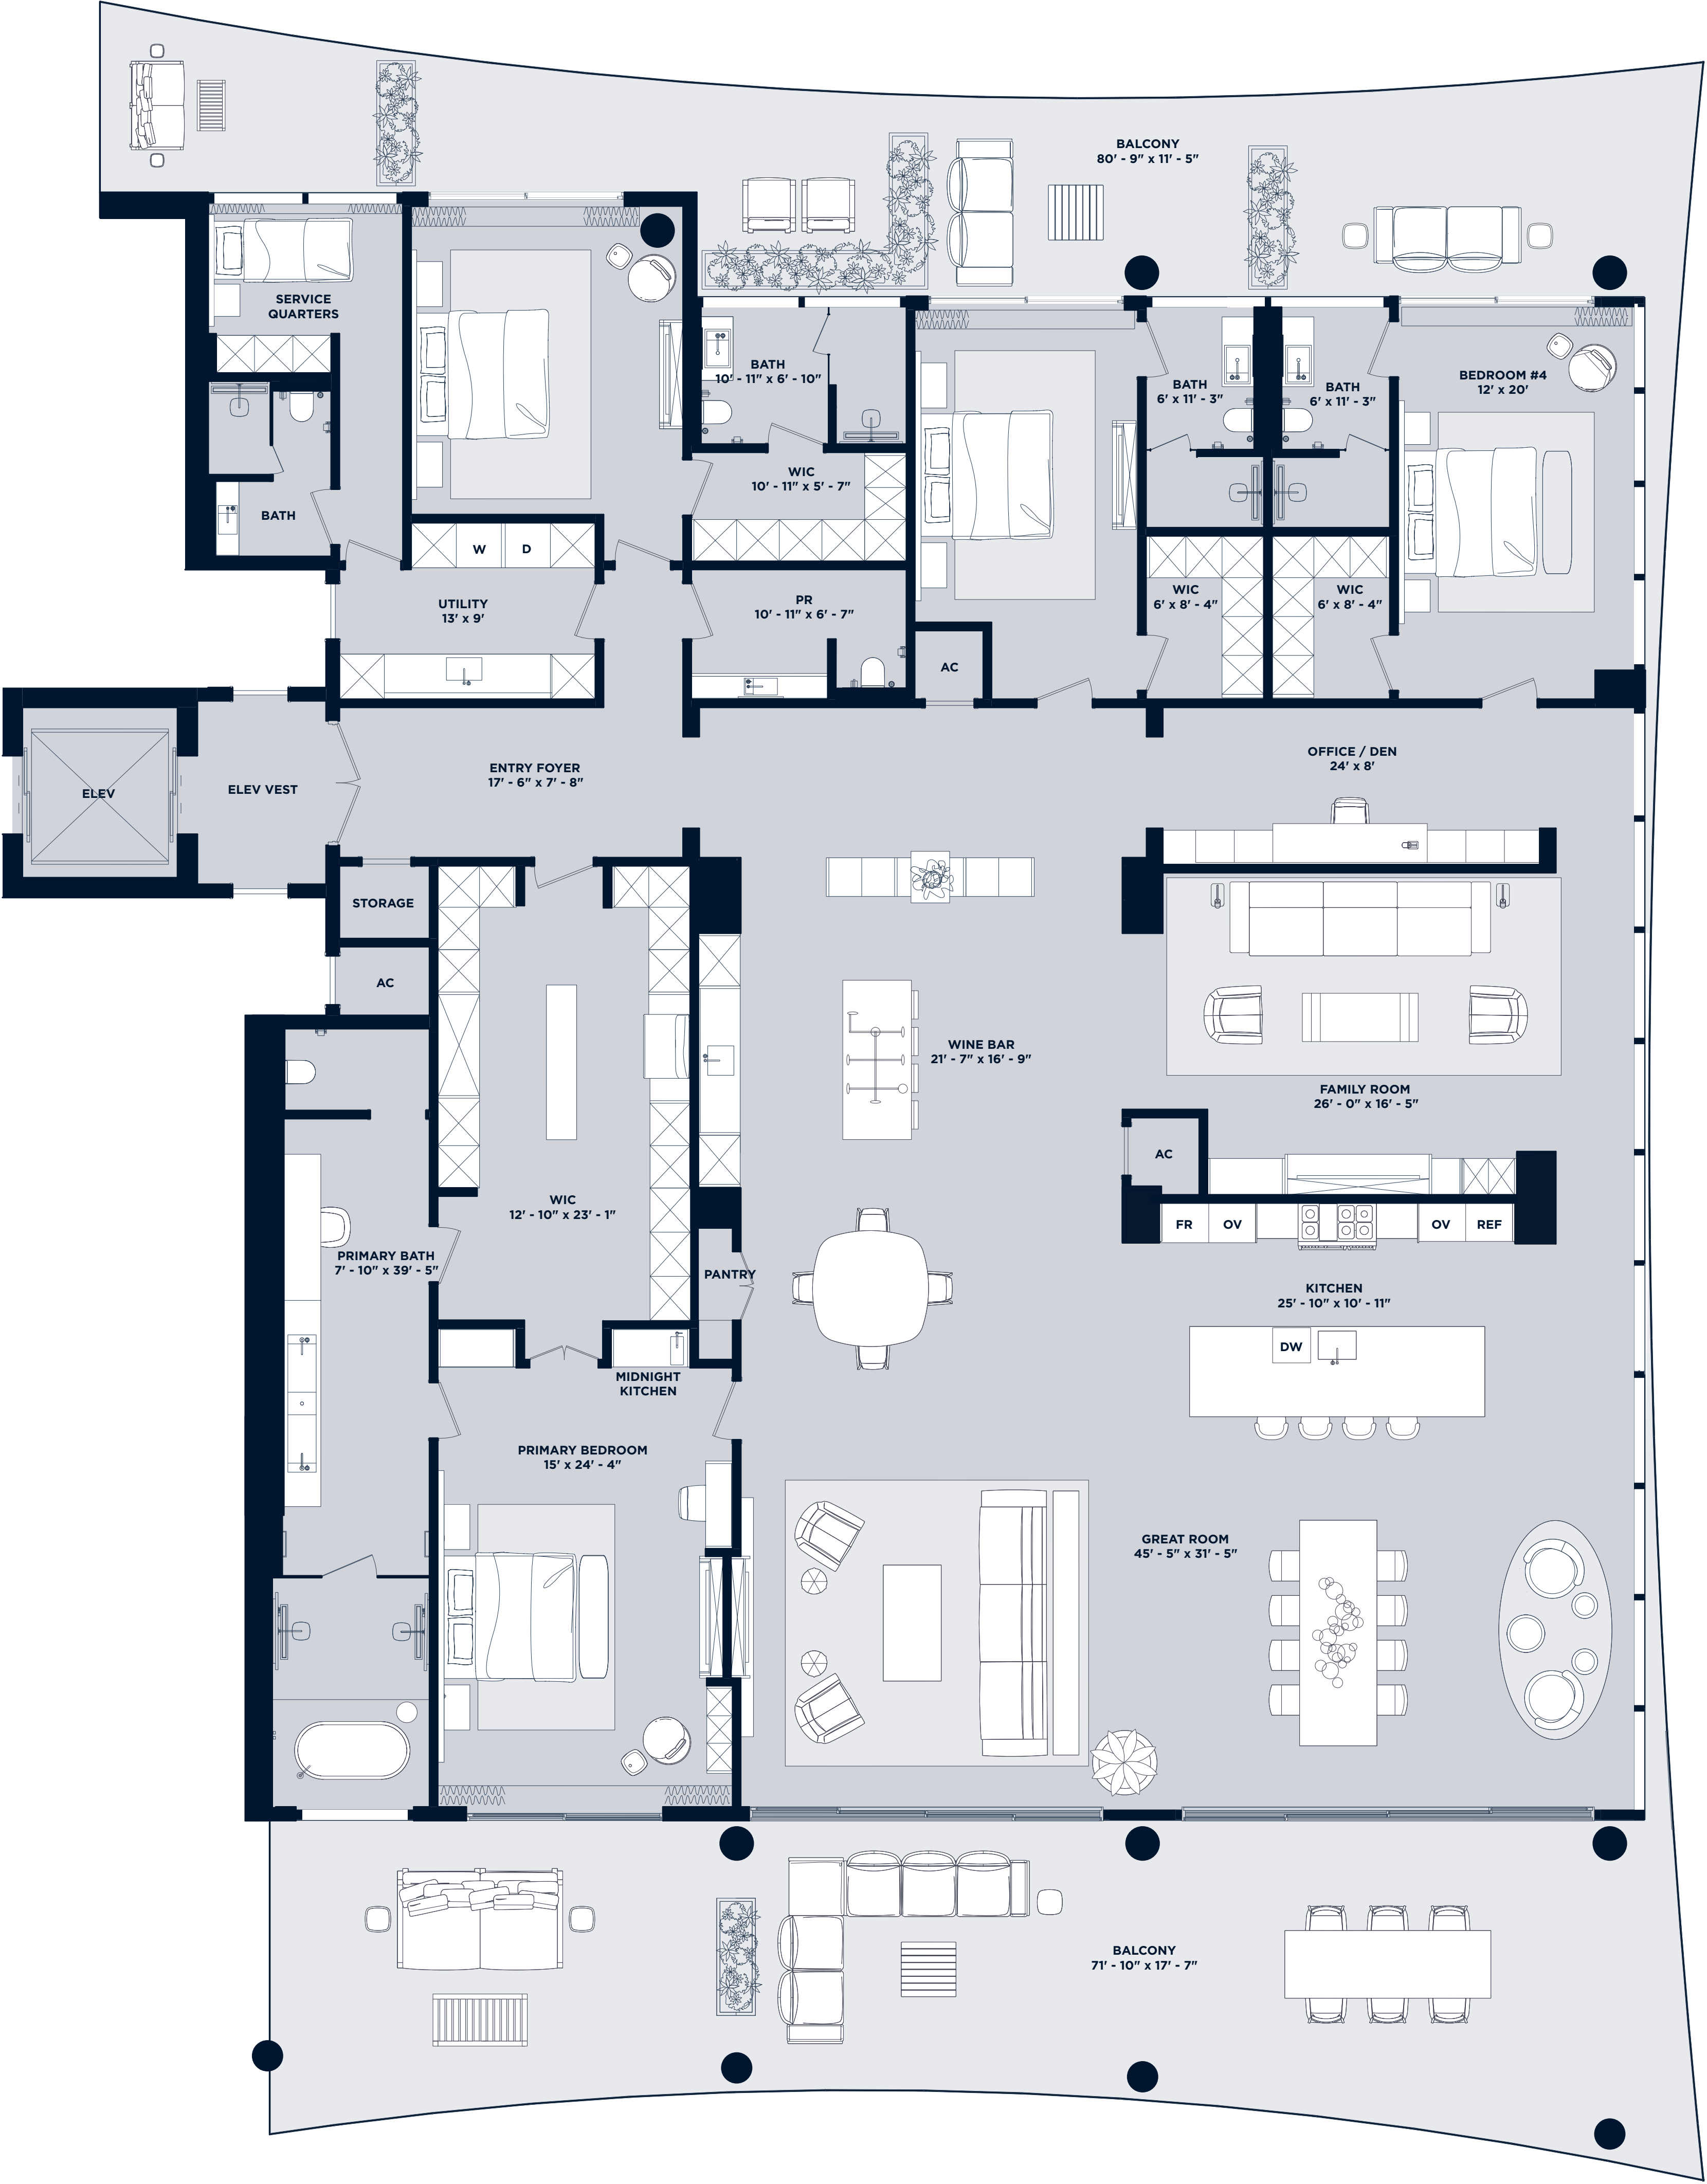 BALCONY
80' - 9" x 11' - 5"
SERVICE
QUARTERS
BATH
10' - 11" x 6' - 10"
BATH
6' x 11' - 3"
BATH
6' x 11' - 3"
BEDROOM #4
12' x 20'
WIC
10' - 11" x 5' - 7"
BATH
W
D
UTILITY
13' x 9'
PR
10' - 11" x 6' - 7"
WIC
6' x 8' - 4"
WIC
6' x 8' - 4"
AC
ELEV
ELEV VEST
ENTRY FOYER
17' - 6" x 7' - 8"
OFFICE / DEN
24' x 8'
STORAGE
AC
WINE BAR
21' - 7" x 16' - 9"
FAMILY ROOM
26' - 0" x 16' - 5"
AC
WIC
12' - 10" x 23' - 1"
FR
OV
OV
REF
PRIMARY BATH
7' - 10" x 39' - 5"
PANTRY
KITCHEN
25' - 10" x 10' - 11"
DW
MIDNIGHT
KITCHEN
PRIMARY BEDROOM
15' x 24' - 4"
GREAT ROOM
45' - 5" x 31' - 5"
BALCONY
71' - 10" x 17' - 7"